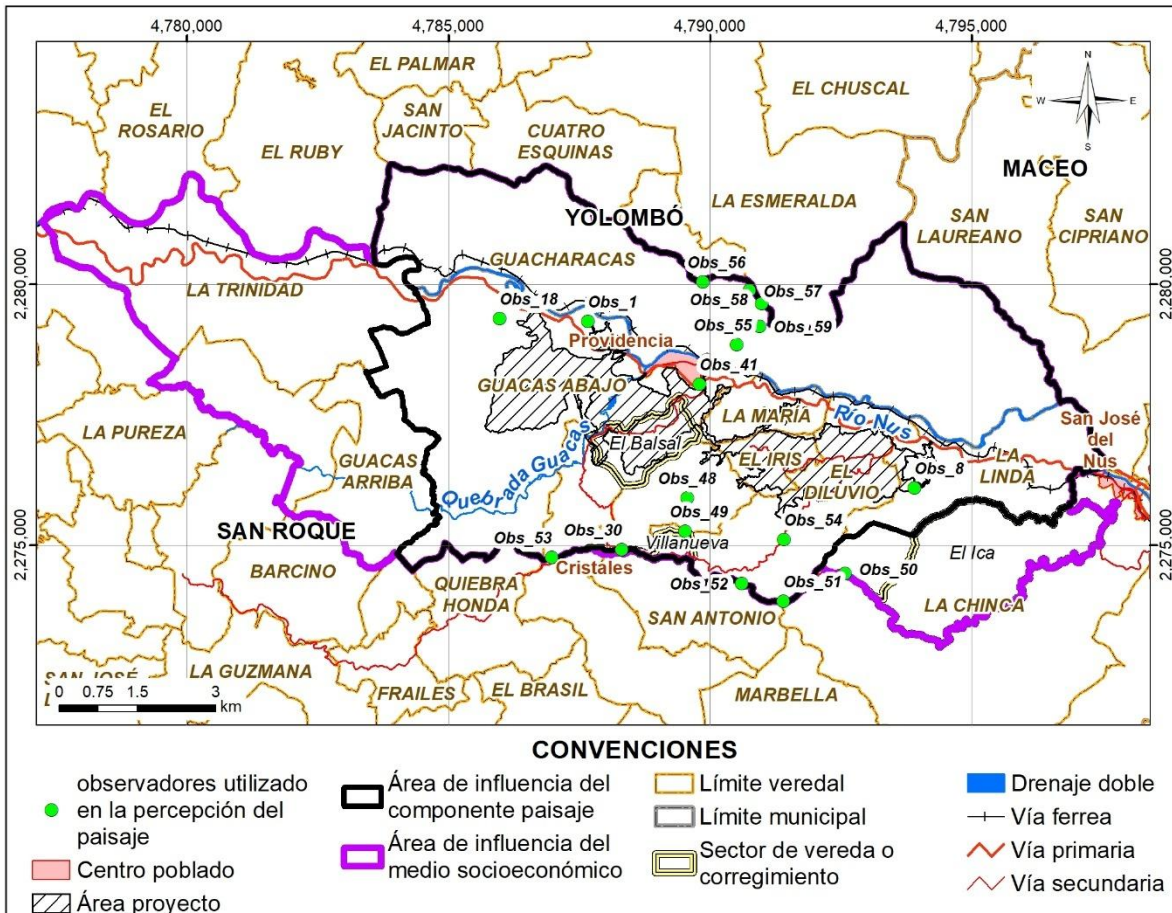 4,780,000
4,785,000
4,790,000
4,795,000
EL PALMAR
EL CHUSCAL
N
W
E
S
EL
ROSARIO
SAN
JACINTO
CUATRO
ESQUINAS
EL RUBY
MACEO
LA ESMERALDA
YOLOMBÓ
SAN
LAUREANO
SAN
CIPRIANO
2,280,000
2,280,000
GUACHARACAS
Obs_56
LA TRINIDAD
Obs_57
Obs_58
Obs_18
Obs_1
Obs_55
Obs_59
Providencia
Obs_41
GUACAS ABAJO
LA MARÍA
Río Nus
San José del
Nus
LA PUREZA
El Balsal
EL IRIS
EL
DILUVIO
Obs_8
LA
LINDA
GUACAS
ARRIBA
Quebrada Guacas
Obs_48
Obs_49
Obs_54
SAN ROQUE
2,275,000
2,275,000
Obs_53
Obs_30
Villanueva
El Ica
BARCINO
Cristales
Obs_52
Obs_51
Obs_50
QUIEBRA
HONDA
SAN ANTONIO
LA CHINCA
LA GUZMANA
SAN JOSÉ
FRAILES
EL BRASIL
MARBELLA
0 0.75 1.5 3
km
CONVENCIONES
observadores utilizado
en la percepción del
paisaje
Centro poblado
Área proyecto
Área de influencia del
componente paisaje
Área de influencia del
medio socioeconómico
Límite veredal
Límite municipal
Sector de vereda o
corregimiento
Drenaje doble
Vía ferrea
Vía primaria
Vía secundaria